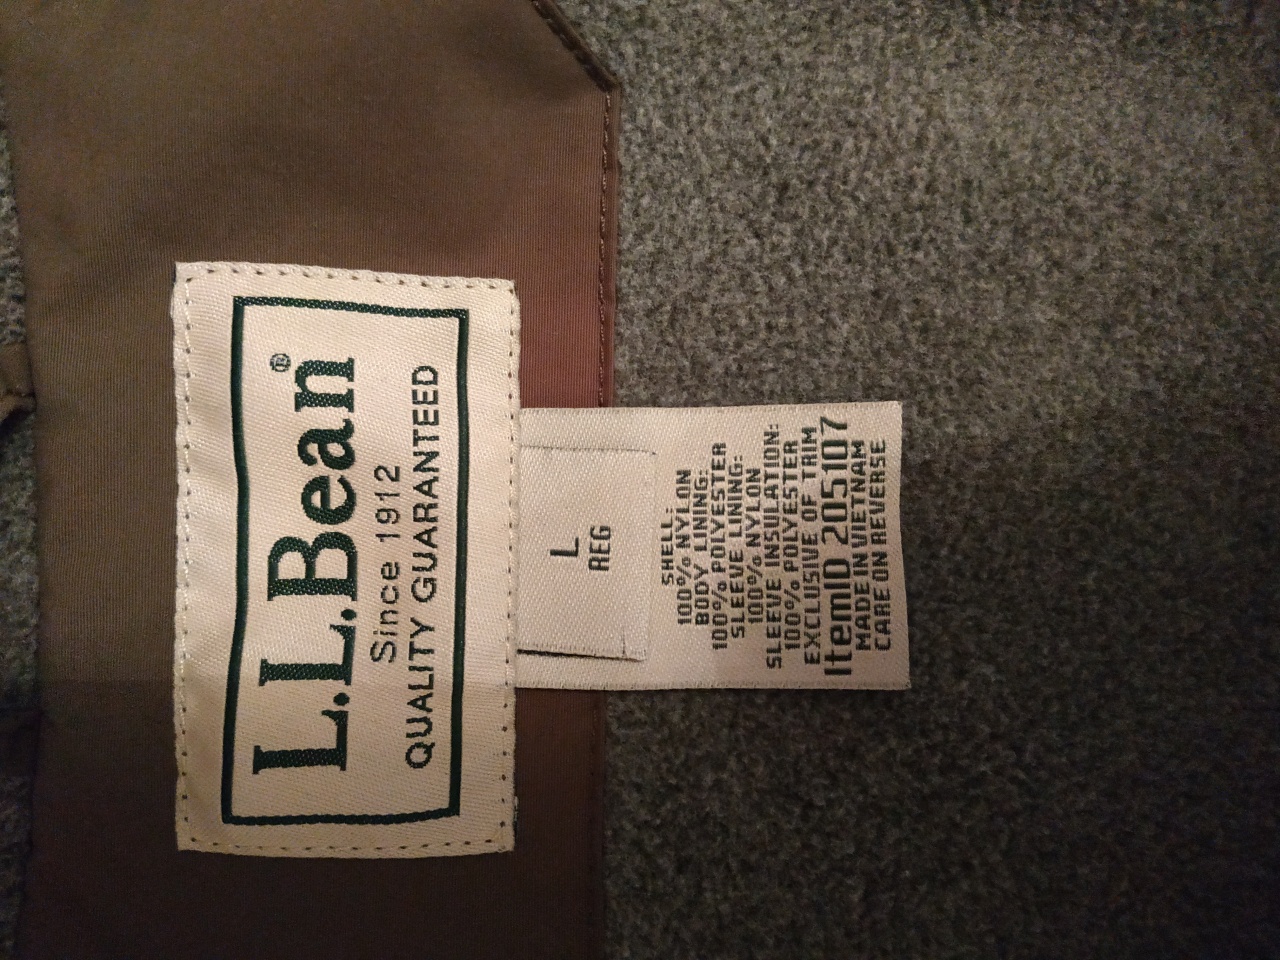 L.L.Bean®
Since 1912
QUALITY GUARANTEED
L
REG
SHELL:
100% NYLON
BODY LINING:
100% POLYESTER
SLEEVE LINING:
100% NYLON
SLEEVE INSULATION:
100% POLYESTER
EXCLUSIVE OF TRIM
ItemID 205107
MADE IN VIETNAM
CARE ON REVERSE